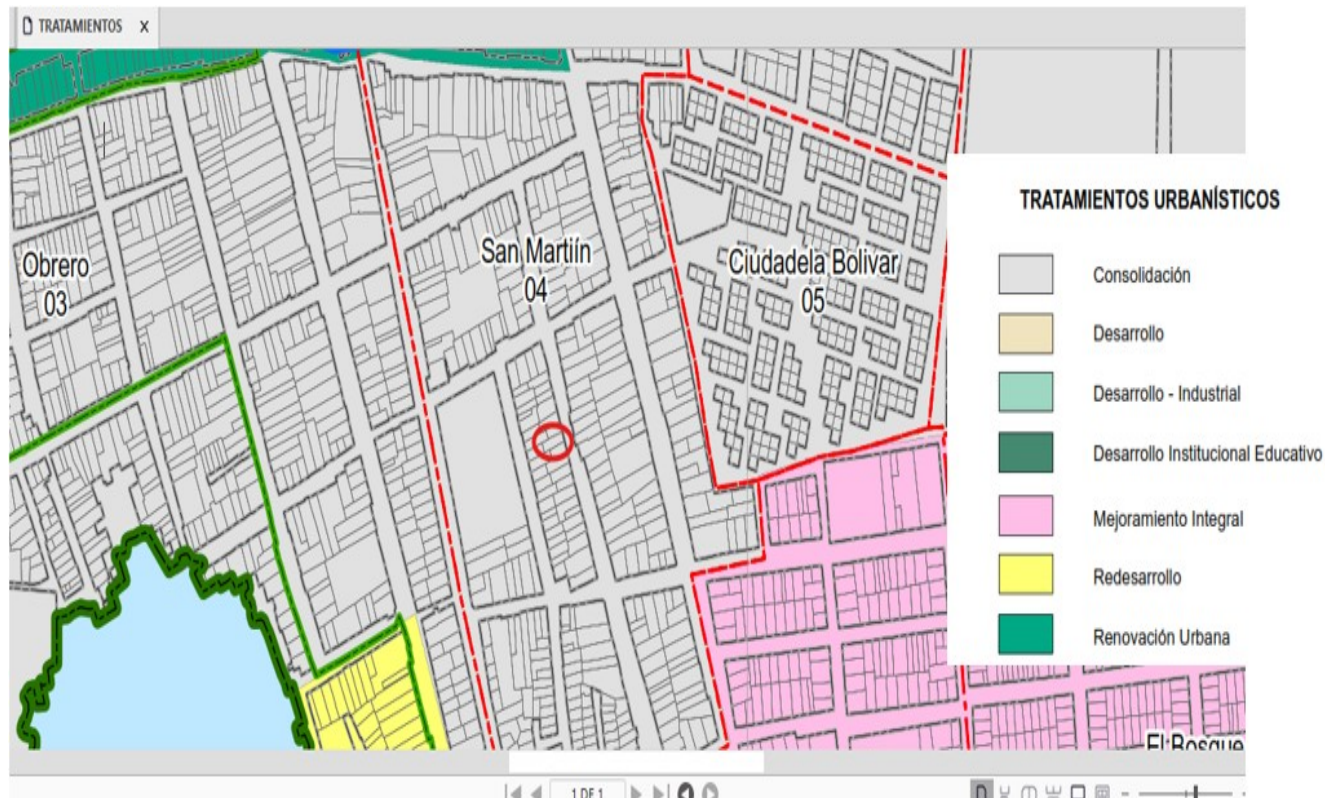 TRATAMIENTOS X
Obrero
03
San Martiín
04
Ciudadela Bolivar
05
El Bosque
TRATAMIENTOS URBANÍSTICOS
Consolidación
Desarrollo
Desarrollo - Industrial
Desarrollo Institucional Educativo
Mejoramiento Integral
Redesarrollo
Renovación Urbana
1 DE 1